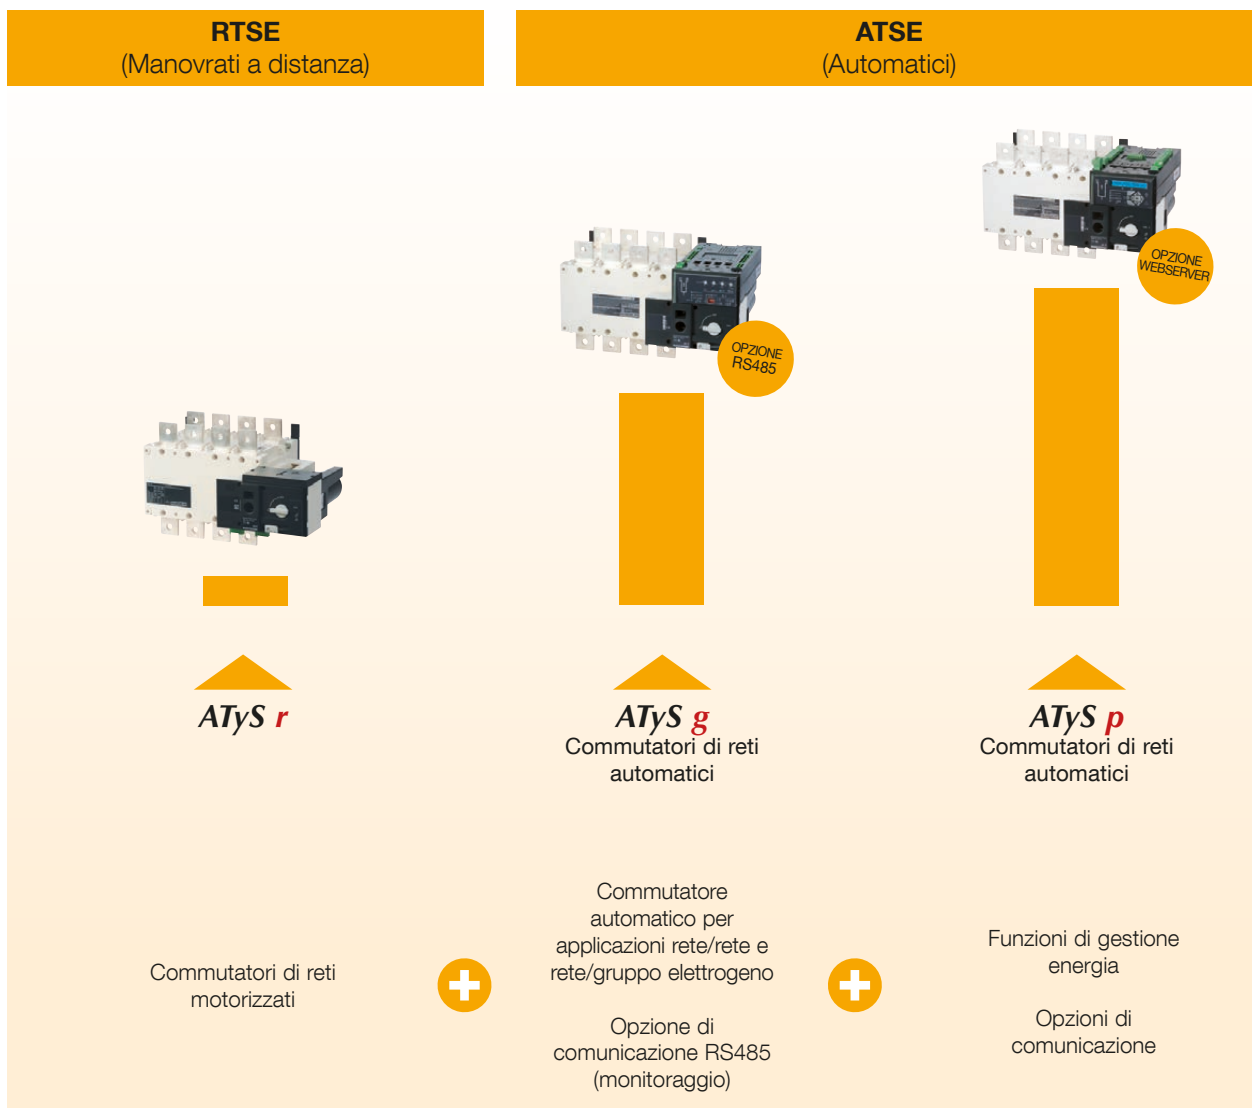 RTSE
(Manovrati a distanza)
ATSE
(Automatici)
OPZIONE
WEBSERVER
OPZIONE
RS485
ATyS r
ATyS g
Commutatori di reti
automatici
ATyS p
Commutatori di reti
automatici
Commutatori di reti
motorizzati
Commutatore
automatico per
applicazioni rete/rete e
rete/gruppo elettrogeno
Opzione di
comunicazione RS485
(monitoraggio)
Funzioni di gestione
energia
Opzioni di
comunicazione